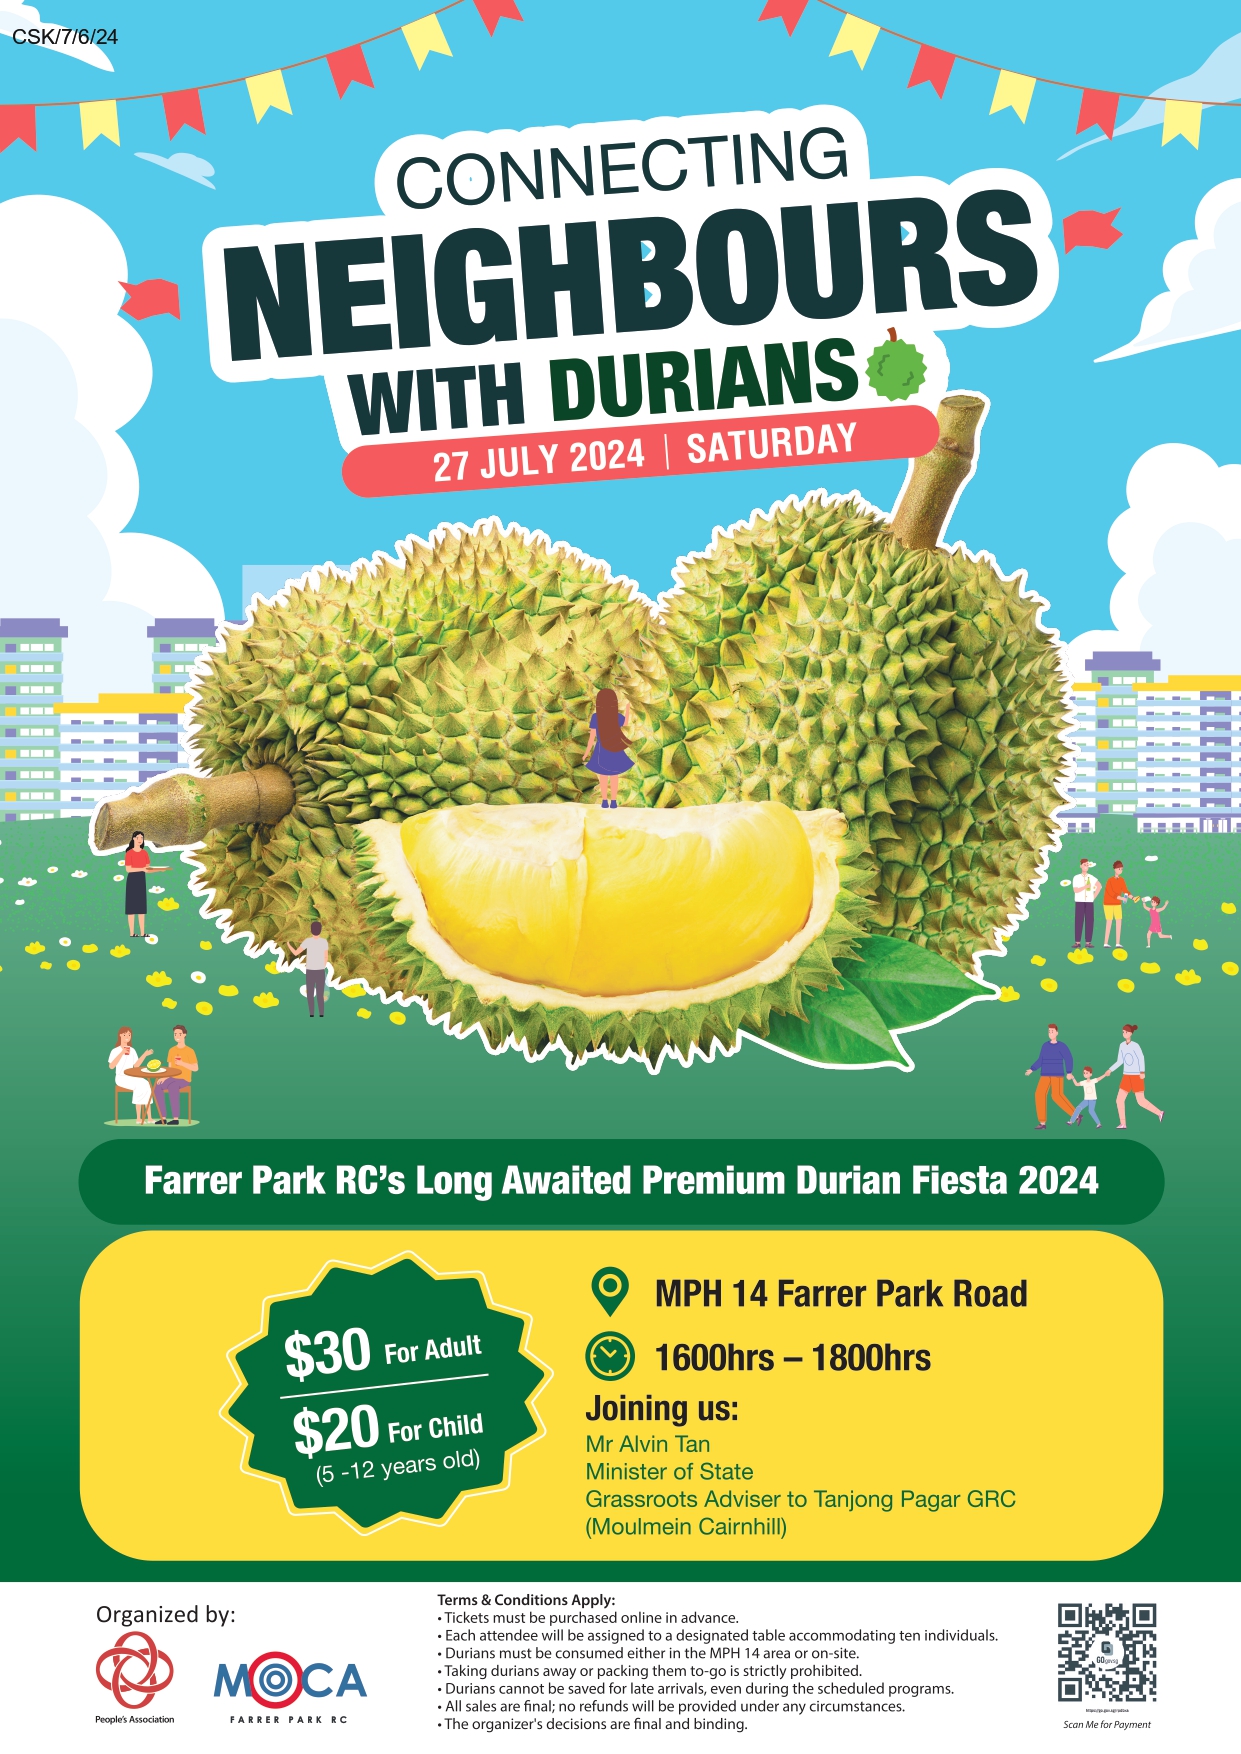 CSK/7/6/24
CONNECTING
NEIGHBOURS
WITH DURIANS
27 JULY 2024 | SATURDAY
Farrer Park RC's Long Awaited Premium Durian Fiesta 2024
$30 For Adult
$20 For Child
(5 -12 years old)
MPH 14 Farrer Park Road
1600hrs – 1800hrs
Joining us:
Mr Alvin Tan
Minister of State
Grassroots Adviser to Tanjong Pagar GRC
(Moulmein Cairnhill)
Organized by:
People's Association
MOCA
FARRER PARK RC
Terms & Conditions Apply:
• Tickets must be purchased online in advance.
• Each attendee will be assigned to a designated table accommodating ten individuals.
• Durians must be consumed either in the MPH 14 area or on-site.
• Taking durians away or packing them to-go is strictly prohibited.
• Durians cannot be saved for late arrivals, even during the scheduled programs.
• All sales are final; no refunds will be provided under any circumstances.
• The organizer's decisions are final and binding.
GOgovsg
Scan Me for Payment